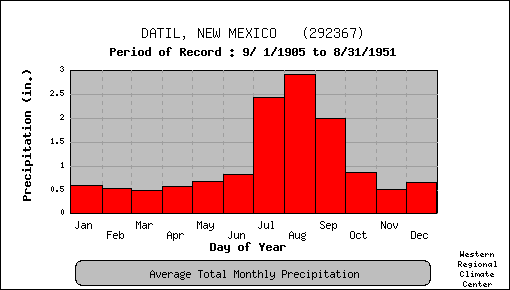 DATIL, NEW MEXICO (292367)
Period of Record : 9/ 1/1905 to 8/31/1951
Precipitation (in.)
3
2.5
2
1.5
1
0.5
0
Jan Feb Mar Apr May Jun Jul Aug Sep Oct Nov Dec
Day of Year
Average Total Monthly Precipitation
Western
Regional
Climate
Center